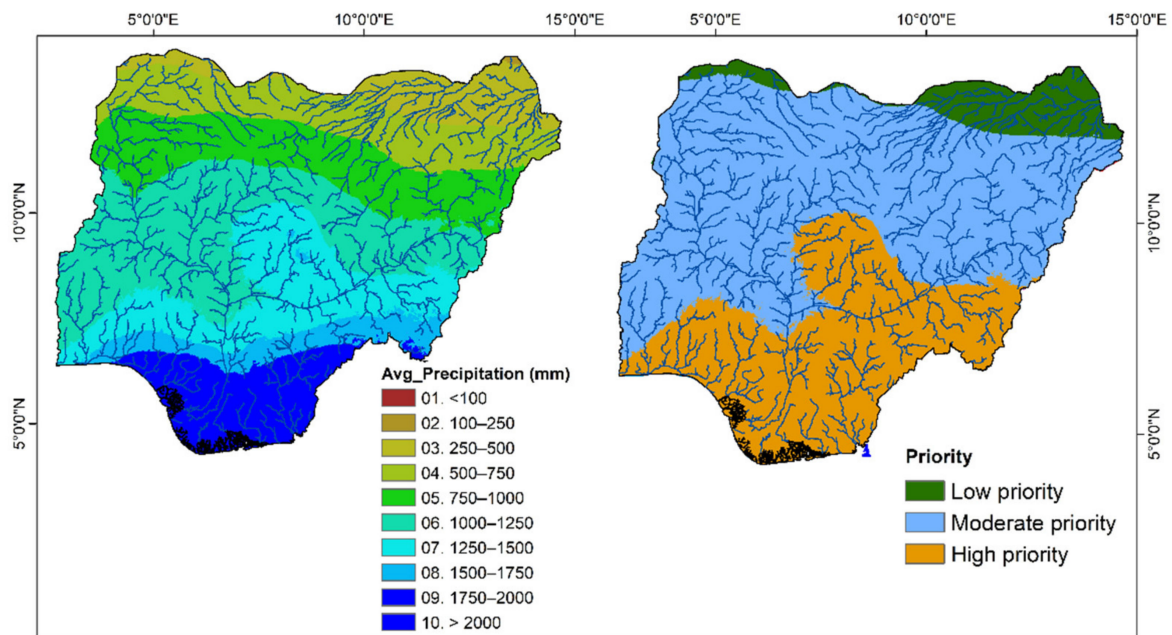 5°0'0"E 10°0'0"E 15°0'0"E 5°0'0"E 10°0'0"E 15°0'0"E
10°0'0"N
5°0'0"N
10°0'0"N
5°0'0"N
Avg_Precipitation (mm)
01. <100
02. 100–250
03. 250–500
04. 500–750
05. 750–1000
06. 1000–1250
07. 1250–1500
08. 1500–1750
09. 1750–2000
10. > 2000
Priority
Low priority
Moderate priority
High priority